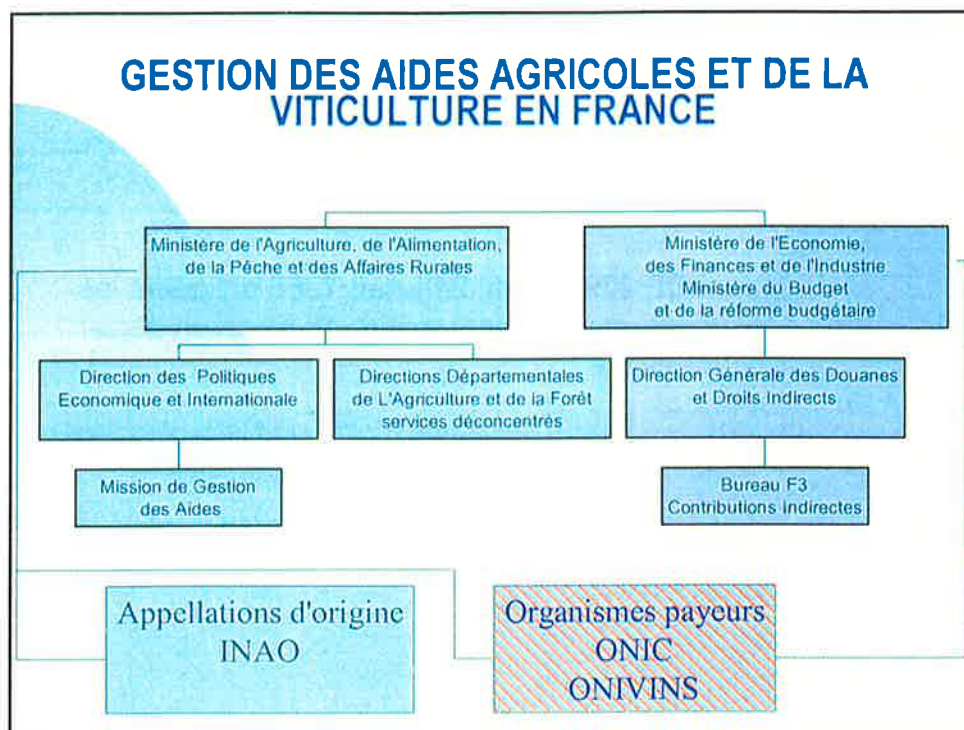 GESTION DES AIDES AGRICOLES ET DE LA
VITICULTURE EN FRANCE
Ministère de l'Agriculture, de l'Alimentation,
de la Pêche et des Affaires Rurales
Ministère de l'Economie,
des Finances et de l'Industrie
Ministère du Budget
et de la réforme budgétaire
Direction des Politiques
Economique et Internationale
Directions Départementales
de L'Agriculture et de la Forêt
services déconcentrés
Direction Générale des Douanes
et Droits Indirects
Mission de Gestion
des Aides
Bureau F3
Contributions Indirectes
Appellations d'origine
INAO
Organismes payeurs
ONIC
ONIVINS